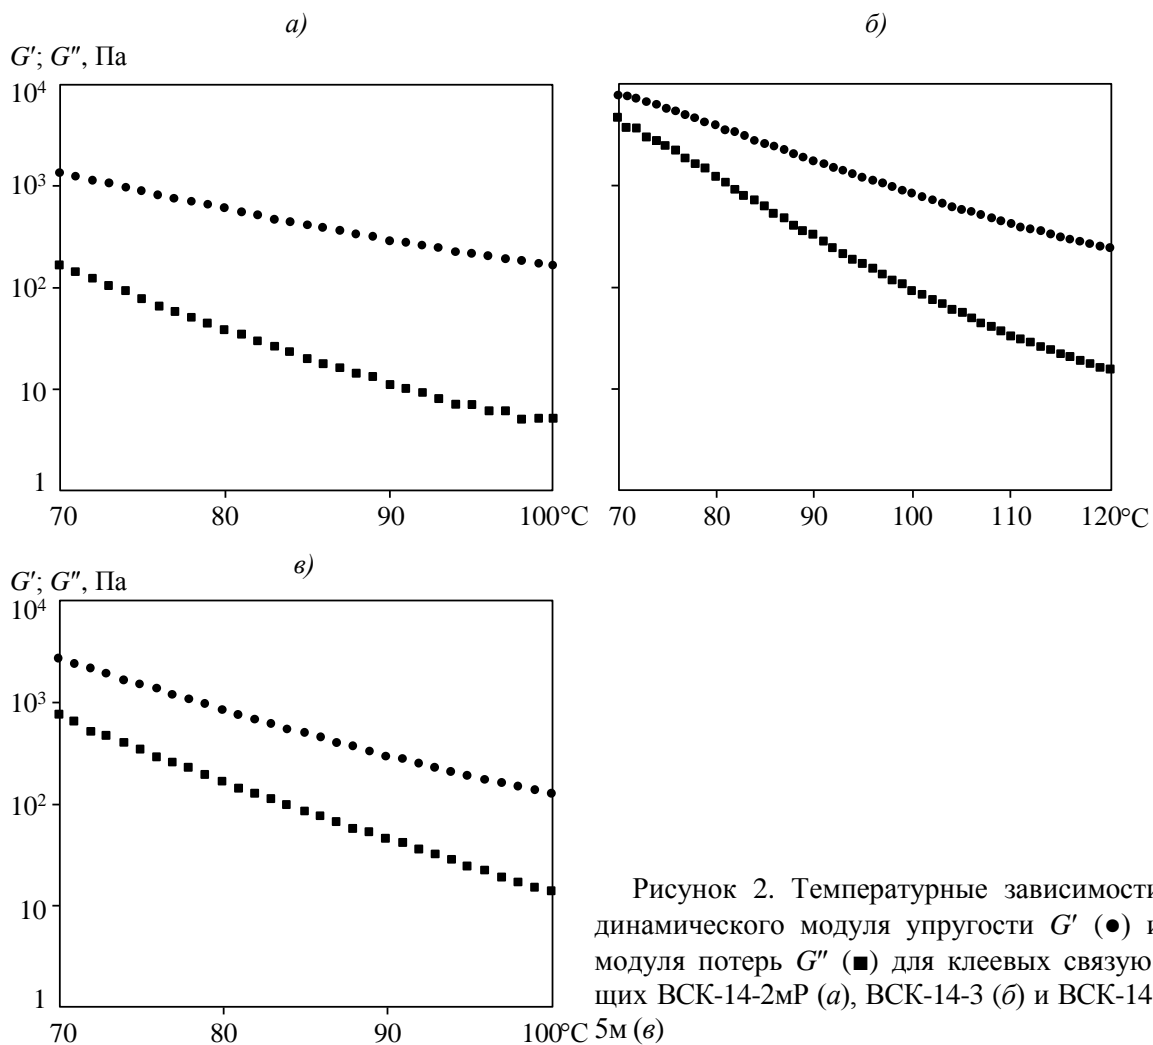 а)
б)
G′; G″, Па
10⁴
10³
10²
10
1
70 80 90 100°С
70 80 90 100 110 120°С
в)
G′; G″, Па
10⁴
10³
10²
10
1
70 80 90 100°С
Рисунок 2. Температурные зависимости
динамического модуля упругости G′ (●) и
модуля потерь G″ (■) для клеевых связую-
щих ВСК-14-2мР (а), ВСК-14-3 (б) и ВСК-14-
5м (в)